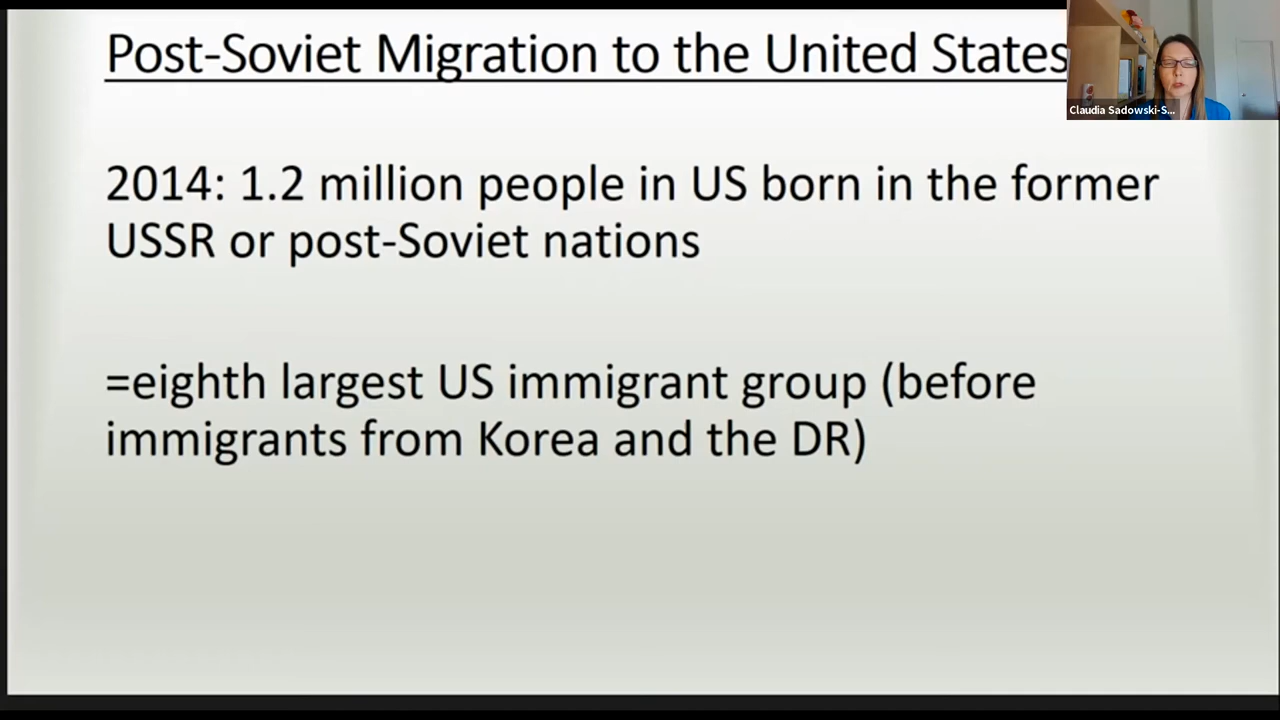 Post-Soviet Migration to the United States
Claudia Sadowski-S...
2014: 1.2 million people in US born in the former
USSR or post-Soviet nations
=eighth largest US immigrant group (before
immigrants from Korea and the DR)